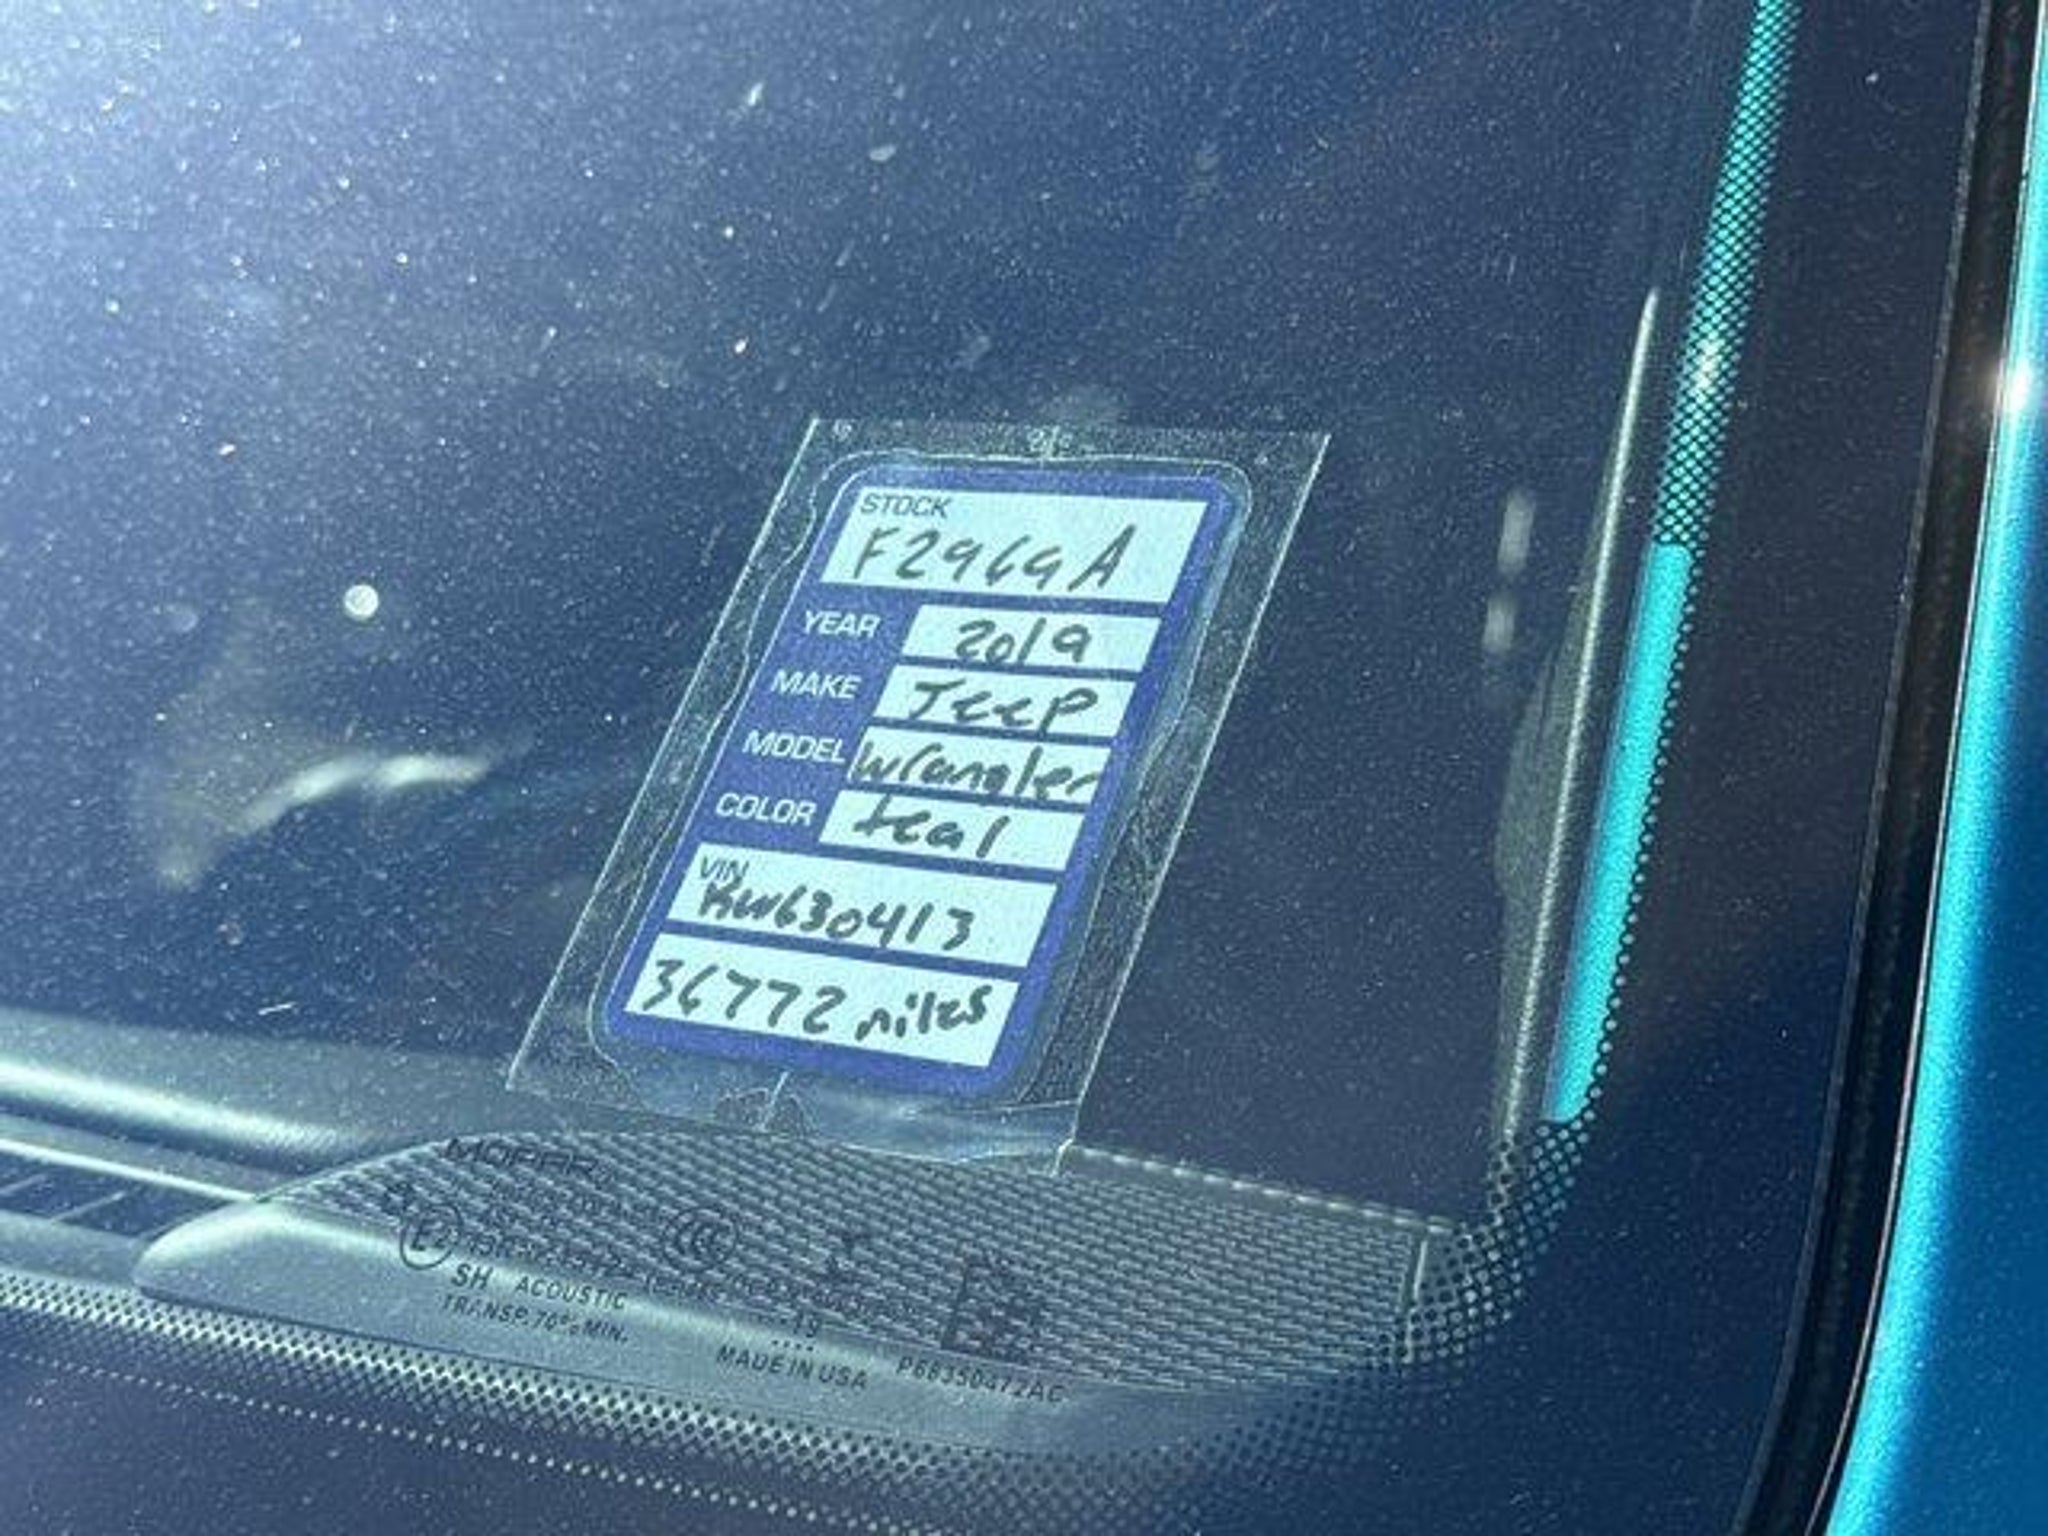 STOCK
F2969A
YEAR 2019
MAKE Jeep
MODEL Wrangler
COLOR teal
VIN
KW630413
36772 miles
MOPAR
SH ACOUSTIC
TRANSP. 70% MIN.
MADE IN USA
P68350472AC